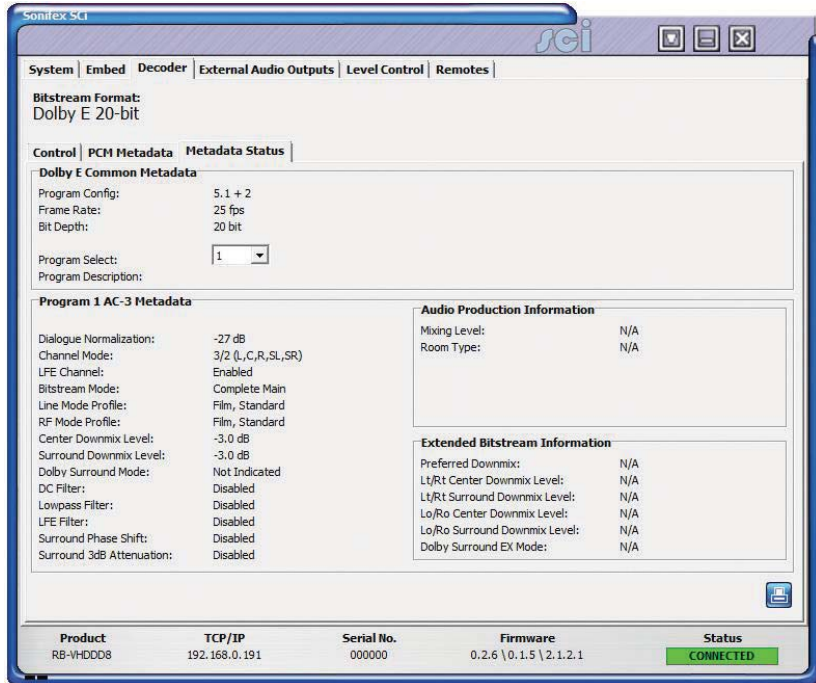 Sonifex SCi
sci
System Embed Decoder External Audio Outputs Level Control Remotes
Bitstream Format:
Dolby E 20-bit
Control PCM Metadata Metadata Status
Dolby E Common Metadata
Program Config: 5.1 + 2
Frame Rate: 25 fps
Bit Depth: 20 bit
Program Select: 1
Program Description:
Program 1 AC-3 Metadata
Dialogue Normalization: -27 dB
Channel Mode: 3/2 (L,C,R,SL,SR)
LFE Channel: Enabled
Bitstream Mode: Complete Main
Line Mode Profile: Film, Standard
RF Mode Profile: Film, Standard
Center Downmix Level: -3.0 dB
Surround Downmix Level: -3.0 dB
Dolby Surround Mode: Not Indicated
DC Filter: Disabled
Lowpass Filter: Disabled
LFE Filter: Disabled
Surround Phase Shift: Disabled
Surround 3dB Attenuation: Disabled
Audio Production Information
Mixing Level: N/A
Room Type: N/A
Extended Bitstream Information
Preferred Downmix: N/A
Lt/Rt Center Downmix Level: N/A
Lt/Rt Surround Downmix Level: N/A
Lo/Ro Center Downmix Level: N/A
Lo/Ro Surround Downmix Level: N/A
Dolby Surround EX Mode: N/A
Product TCP/IP Serial No. Firmware Status
RB-VHDDD8 192.168.0.191 000000 0.2.6 \ 0.1.5 \ 2.1.2.1 CONNECTED